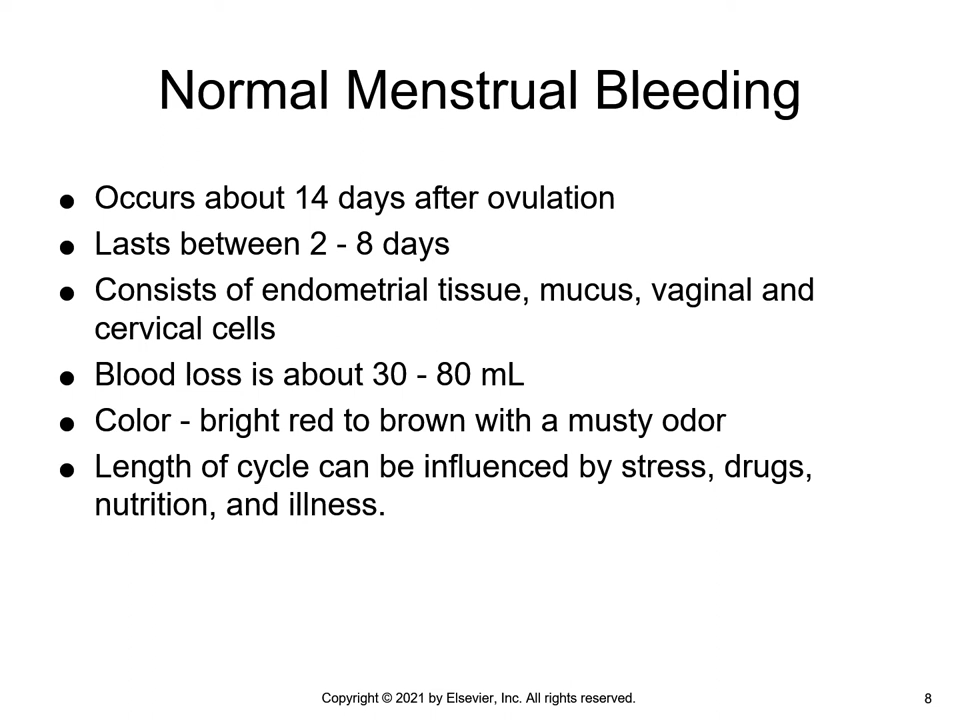 Normal Menstrual Bleeding
● Occurs about 14 days after ovulation
● Lasts between 2 - 8 days
● Consists of endometrial tissue, mucus, vaginal and
cervical cells
● Blood loss is about 30 - 80 mL
● Color - bright red to brown with a musty odor
● Length of cycle can be influenced by stress, drugs,
nutrition, and illness.
Copyright © 2021 by Elsevier, Inc. All rights reserved.
8